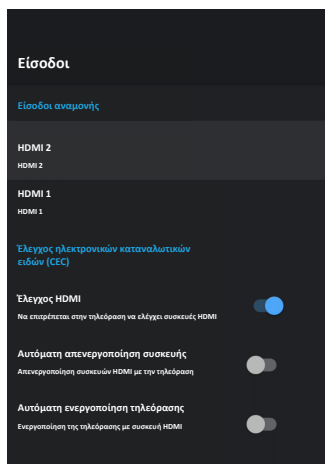 Είσοδοι
Είσοδοι αναμονής
HDMI 2
HDMI 2
HDMI 1
HDMI 1
Έλεγχος ηλεκτρονικών καταναλωτικών
ειδών (CEC)
Έλεγχος HDMI
Να επιτρέπεται στην τηλεόραση να ελέγχει συσκευές HDMI
Αυτόματη απενεργοποίηση συσκευής
Απενεργοποίηση συσκευών HDMI με την τηλεόραση
Αυτόματη ενεργοποίηση τηλεόρασης
Ενεργοποίηση της τηλεόρασης με συσκευή HDMI